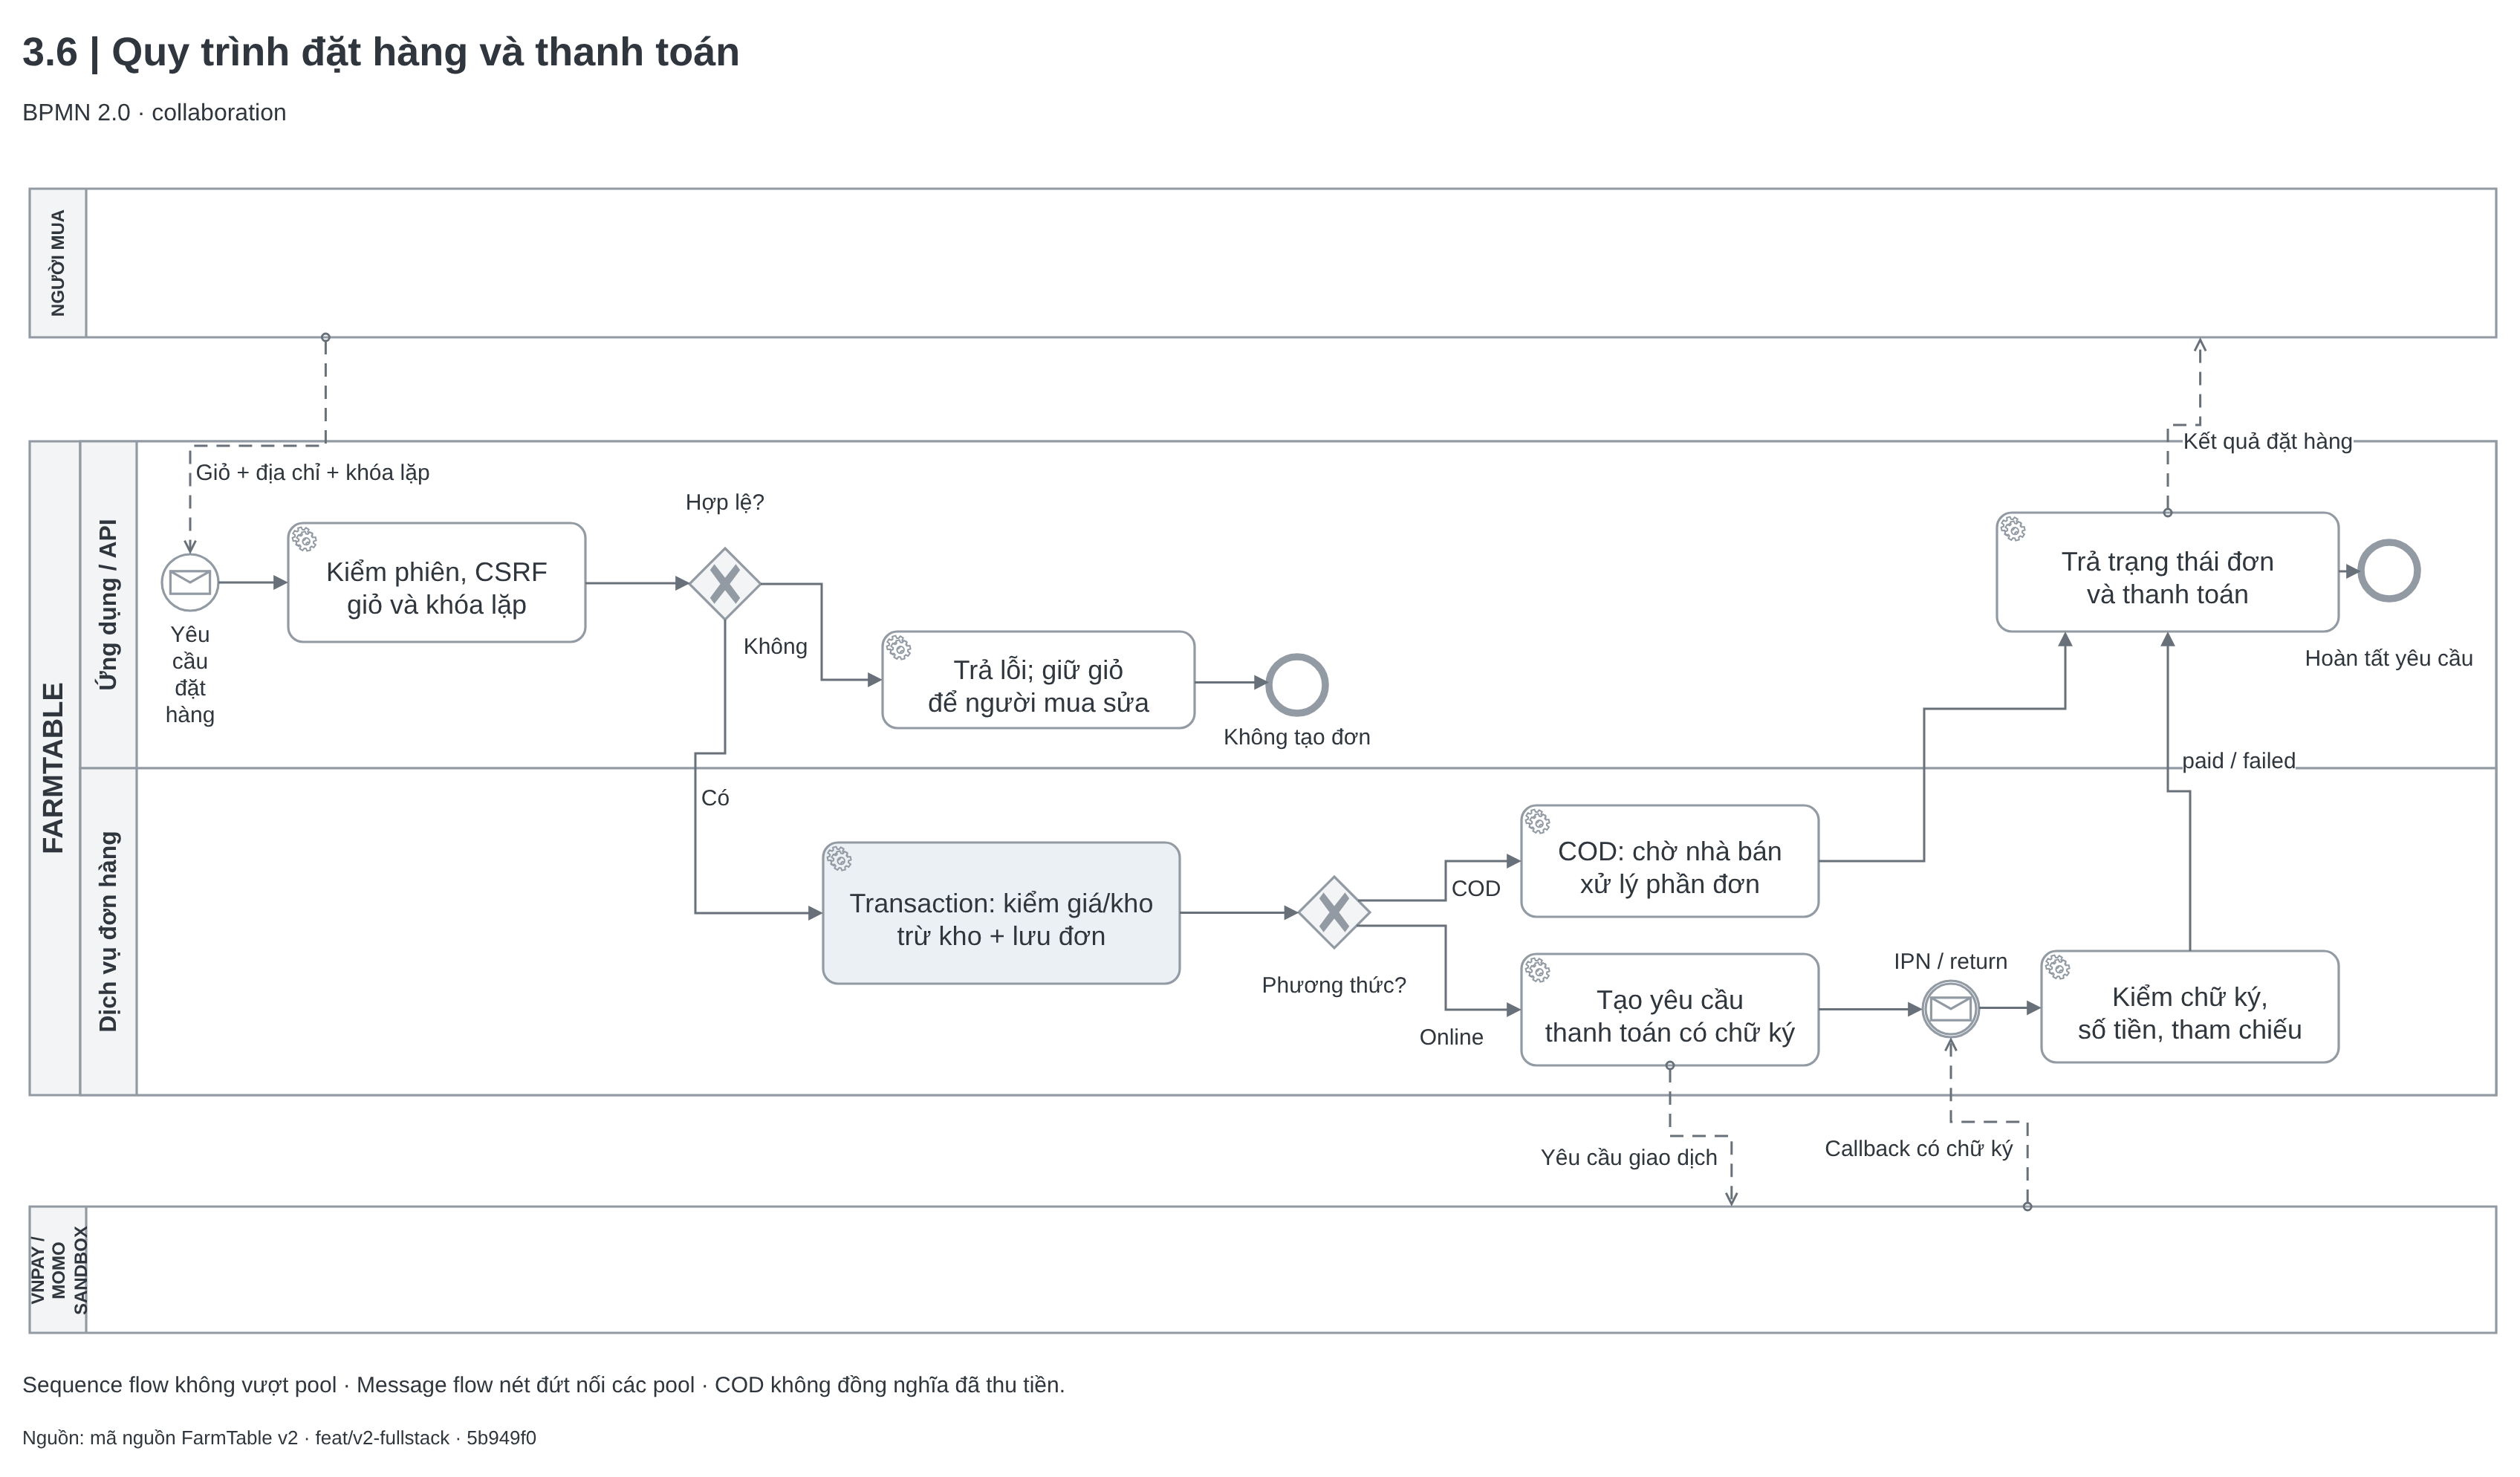 3.6 | Quy trình đặt hàng và thanh toán
BPMN 2.0 · collaboration
NGƯỜI MUA
Kết quả đặt hàng
Giỏ + địa chỉ + khóa lặp
Hợp lệ?
FARMTABLE
Ứng dụng / API
Kiểm phiên, CSRF
giỏ và khóa lặp
Yêu
cầu
đặt
hàng
Không
Trả lỗi; giữ giỏ
để người mua sửa
Không tạo đơn
Trả trạng thái đơn
và thanh toán
Hoàn tất yêu cầu
paid / failed
Có
Dịch vụ đơn hàng
Transaction: kiểm giá/kho
trừ kho + lưu đơn
Phương thức?
COD
COD: chờ nhà bán
xử lý phần đơn
Online
Tạo yêu cầu
thanh toán có chữ ký
IPN / return
Kiểm chữ ký,
số tiền, tham chiếu
Yêu cầu giao dịch
Callback có chữ ký
VNPAY /
MOMO
SANDBOX
Sequence flow không vượt pool · Message flow nét đứt nối các pool · COD không đồng nghĩa đã thu tiền.
Nguồn: mã nguồn FarmTable v2 · feat/v2-fullstack · 5b949f0